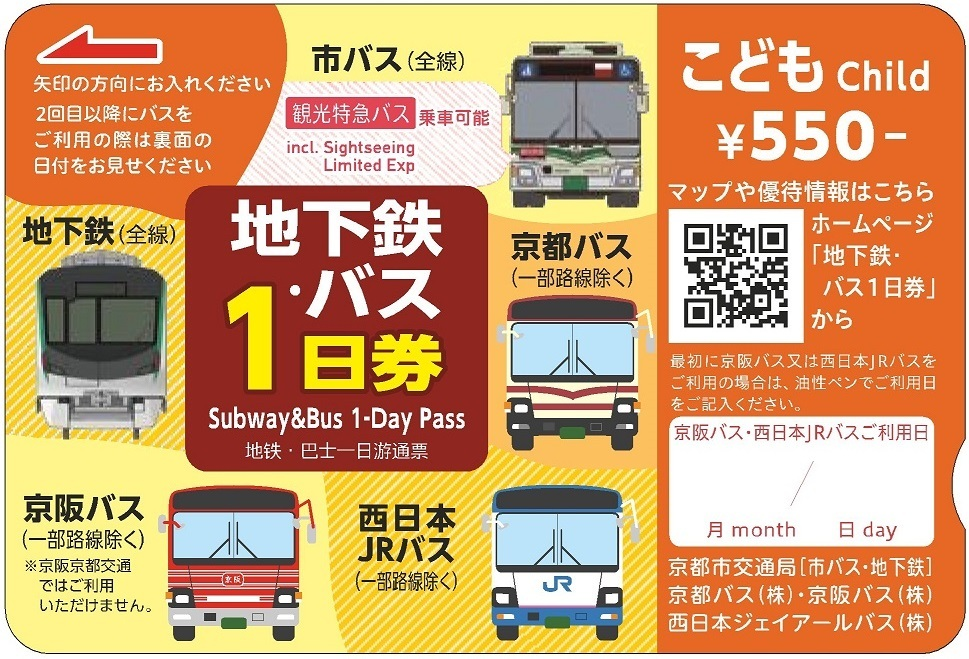 矢印の方向にお入れください
2回目以降にバスを
ご利用の際は裏面の
日付をお見せください
市バス(全線)
観光特急バス 乗車可能
incl. Sightseeing
Limited Exp
地下鉄(全線)
地下鉄
・バス
1日券
Subway&Bus 1-Day Pass
地铁・巴士一日游通票
京都バス
(一部路線除く)
京阪バス
(一部路線除く)
※京阪京都交通
ではご利用
いただけません。
京阪
西日本
JRバス
(一部路線除く)
JR
こども Child
¥550-
マップや優待情報はこちら
ホームページ
「地下鉄・
バス1日券」
から
最初に京阪バス又は西日本JRバスを
ご利用の場合は、油性ペンでご利用日
をご記入ください。
京阪バス・西日本JRバスご利用日
/
月 month 日 day
京都市交通局[市バス・地下鉄]
京都バス(株)・京阪バス(株)
西日本ジェイアールバス(株)